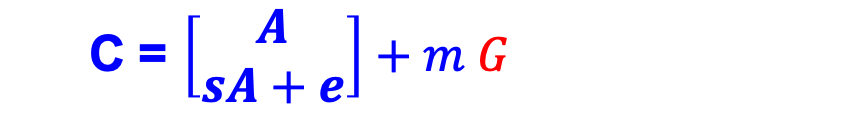 C = [ A
sA + e ] + m G